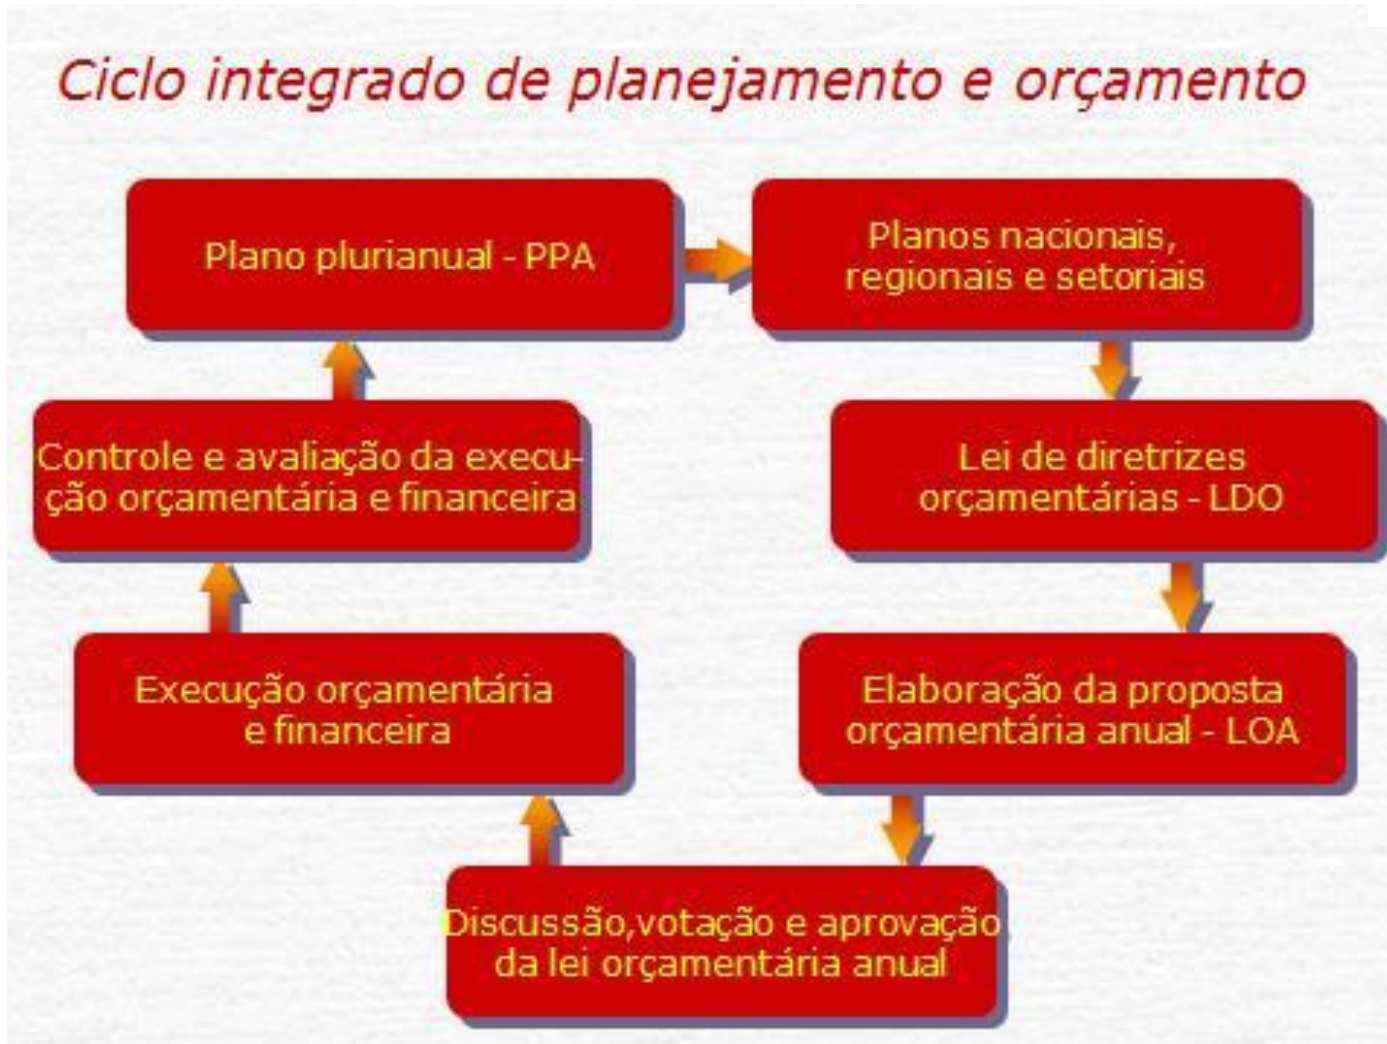 Ciclo integrado de planejamento e orçamento
Plano plurianual - PPA
Planos nacionais,
regionais e setoriais
Lei de diretrizes
orçamentárias - LDO
Elaboração da proposta
orçamentária anual - LOA
Discussão,votação e aprovação
da lei orçamentária anual
Execução orçamentária
e financeira
Controle e avaliação da execu-
ção orçamentária e financeira